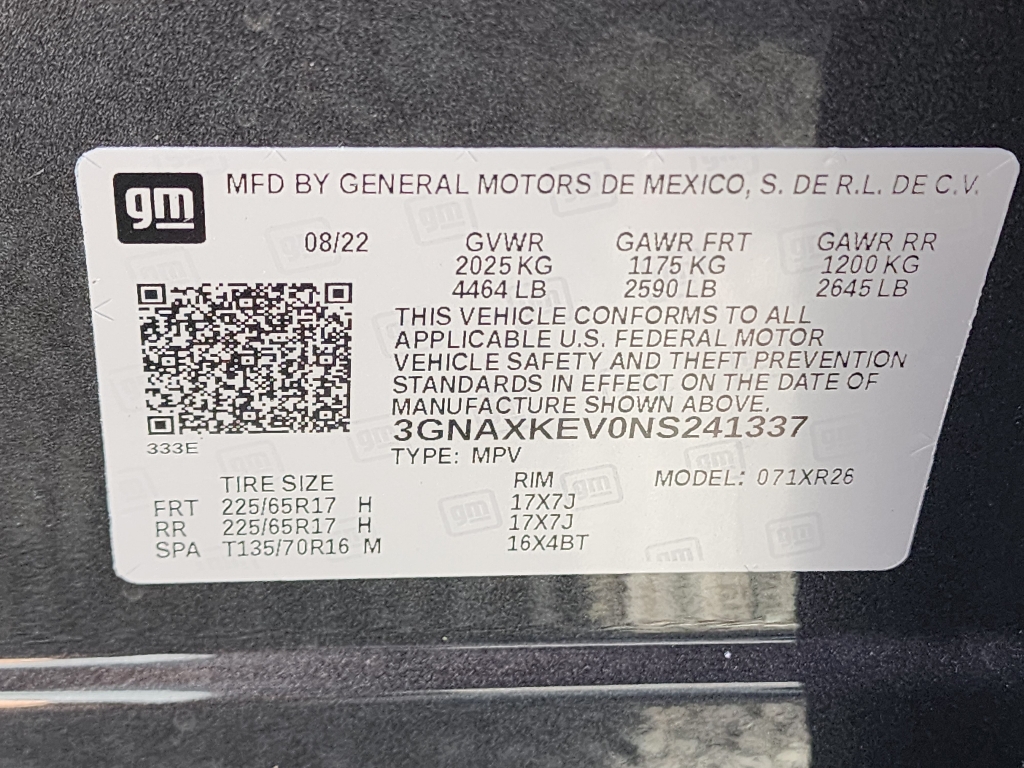 gm MFD BY GENERAL MOTORS DE MEXICO, S. DE R.L. DE C.V.
08/22 GVWR GAWR FRT GAWR RR
2025 KG 1175 KG 1200 KG
4464 LB 2590 LB 2645 LB
THIS VEHICLE CONFORMS TO ALL
APPLICABLE U.S. FEDERAL MOTOR
VEHICLE SAFETY AND THEFT PREVENTION
STANDARDS IN EFFECT ON THE DATE OF
MANUFACTURE SHOWN ABOVE.
3GNAXKEV0NS241337
333E
TYPE: MPV
TIRE SIZE RIM MODEL: 071XR26
FRT 225/65R17 H 17X7J
RR 225/65R17 H 17X7J
SPA T135/70R16 M 16X4BT